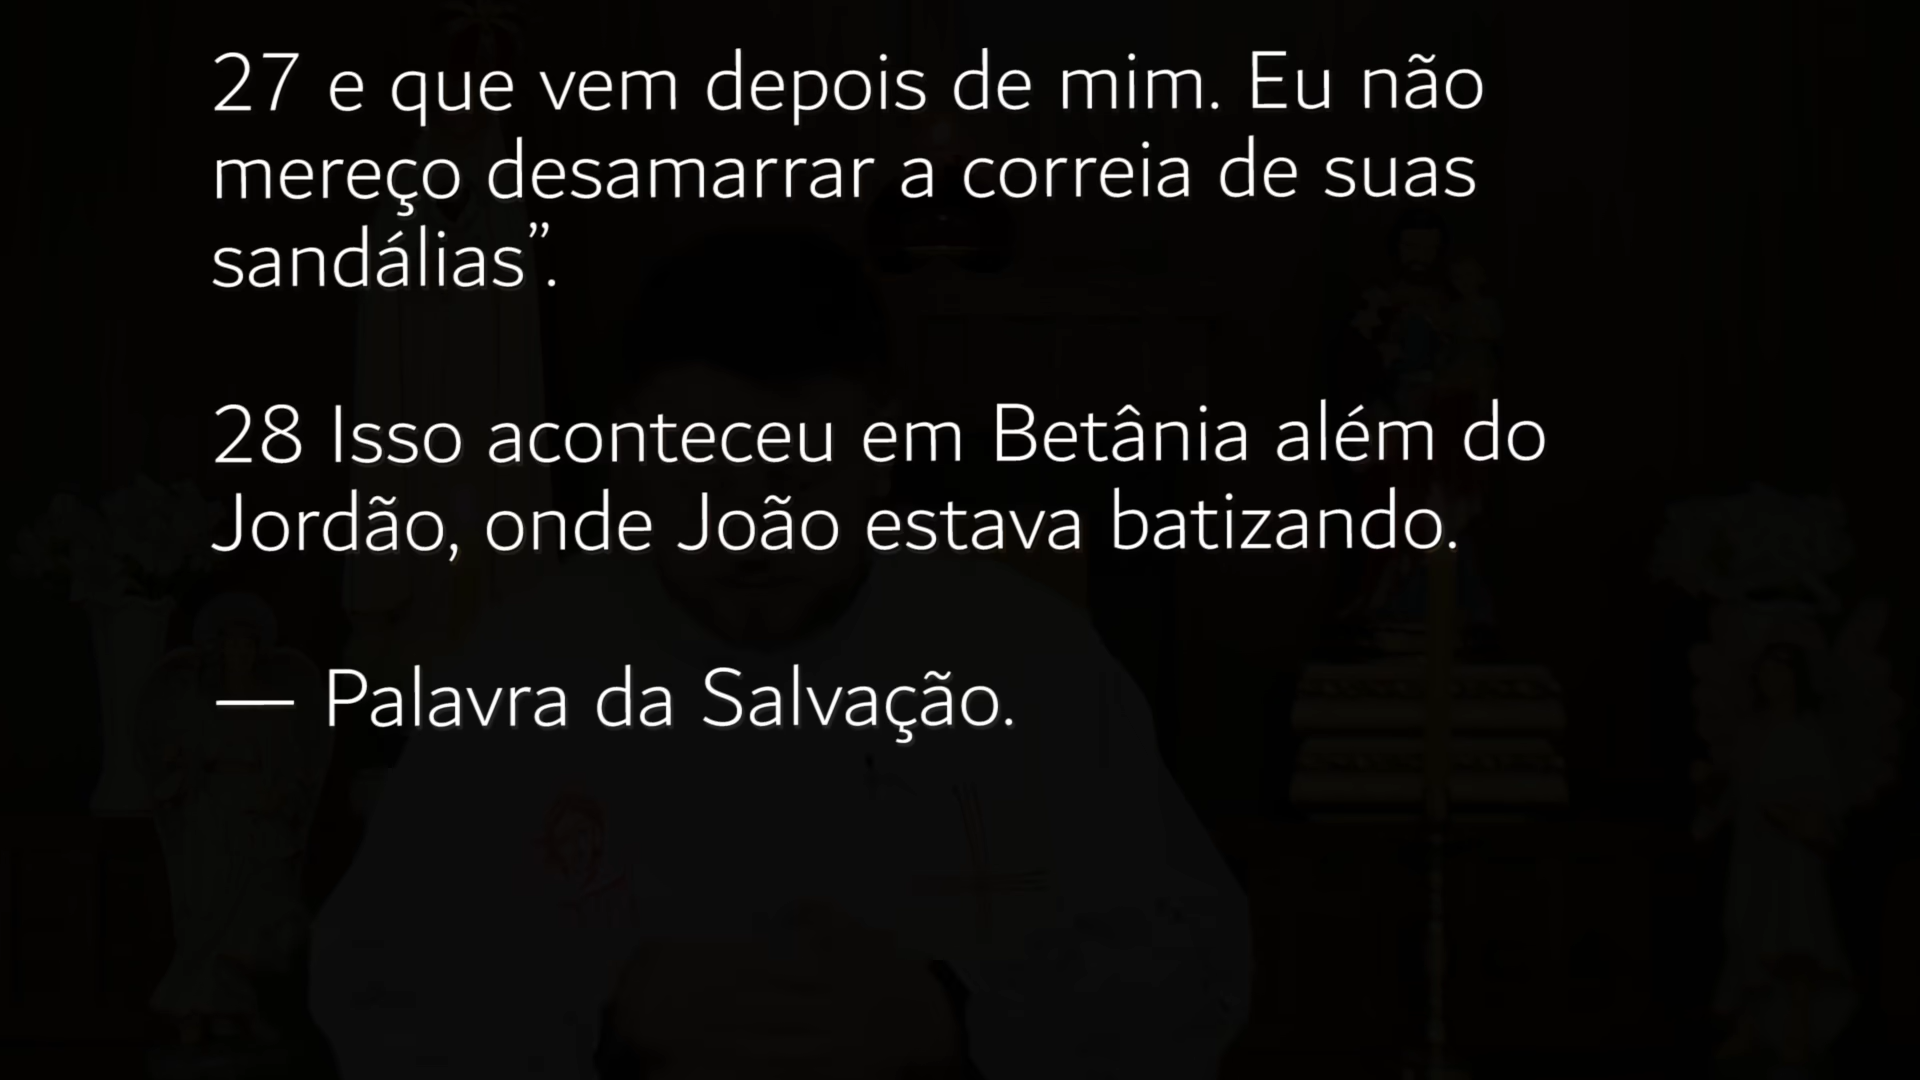 27 e que vem depois de mim. Eu não
mereço desamarrar a correia de suas
sandálias”.
28 Isso aconteceu em Betânia além do
Jordão, onde João estava batizando.
— Palavra da Salvação.